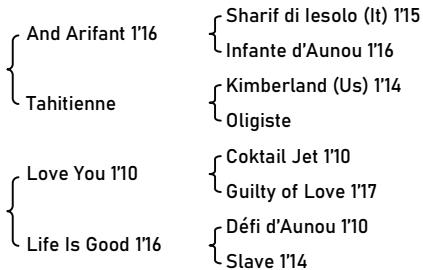 Sharif di Iesolo (It) 1'15
And Arifant 1'16
Infante d'Aunou 1'16
Kimberland (Us) 1'14
Tahitienne
Oligiste
Coktail Jet 1'10
Love You 1'10
Guilty of Love 1'17
Défi d'Aunou 1'10
Life Is Good 1'16
Slave 1'14